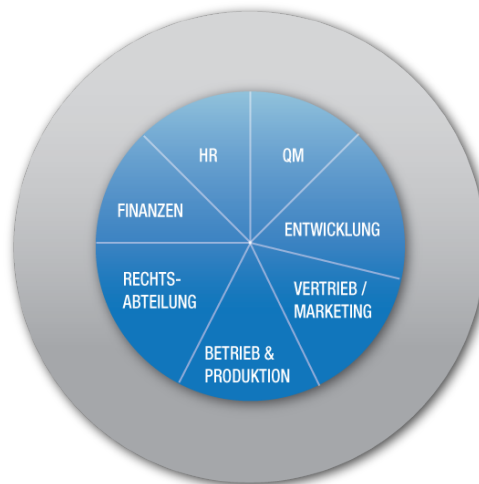 HR
QM
FINANZEN
ENTWICKLUNG
RECHTS-
ABTEILUNG
VERTRIEB /
MARKETING
BETRIEB &
PRODUKTION